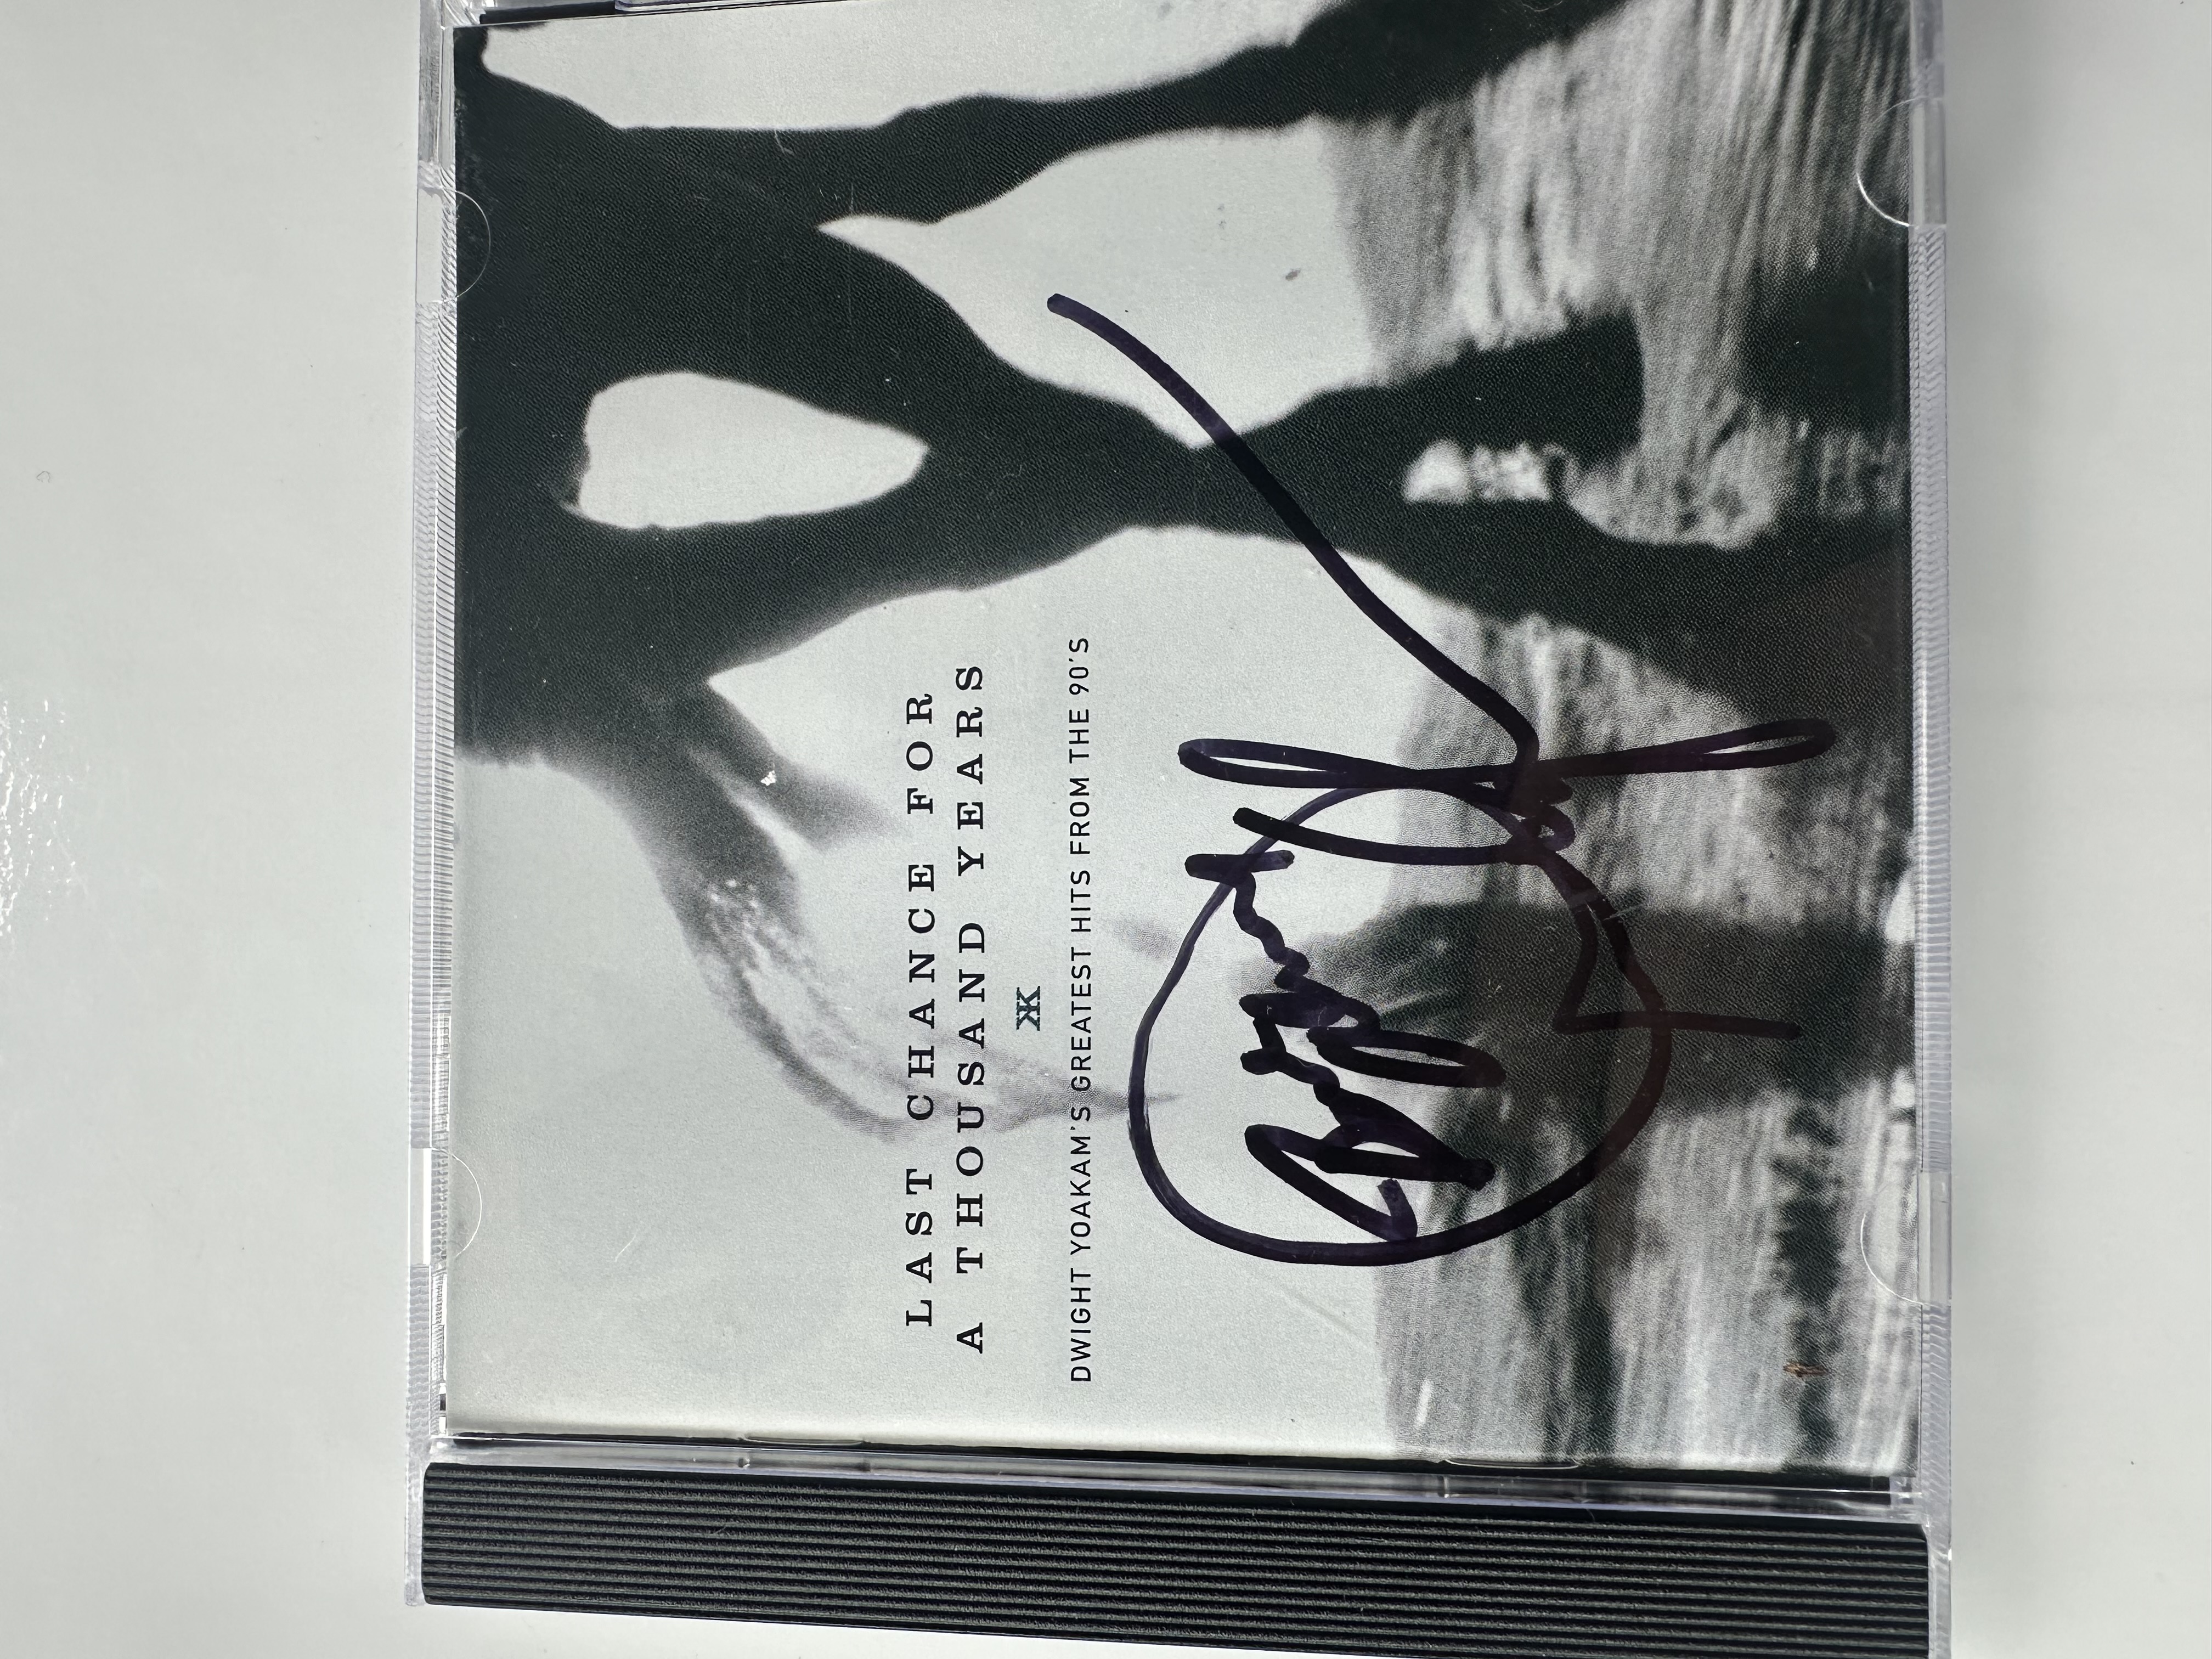 LAST CHANCE FOR
A THOUSAND YEARS
DWIGHT YOAKAM'S GREATEST HITS FROM THE 90'S